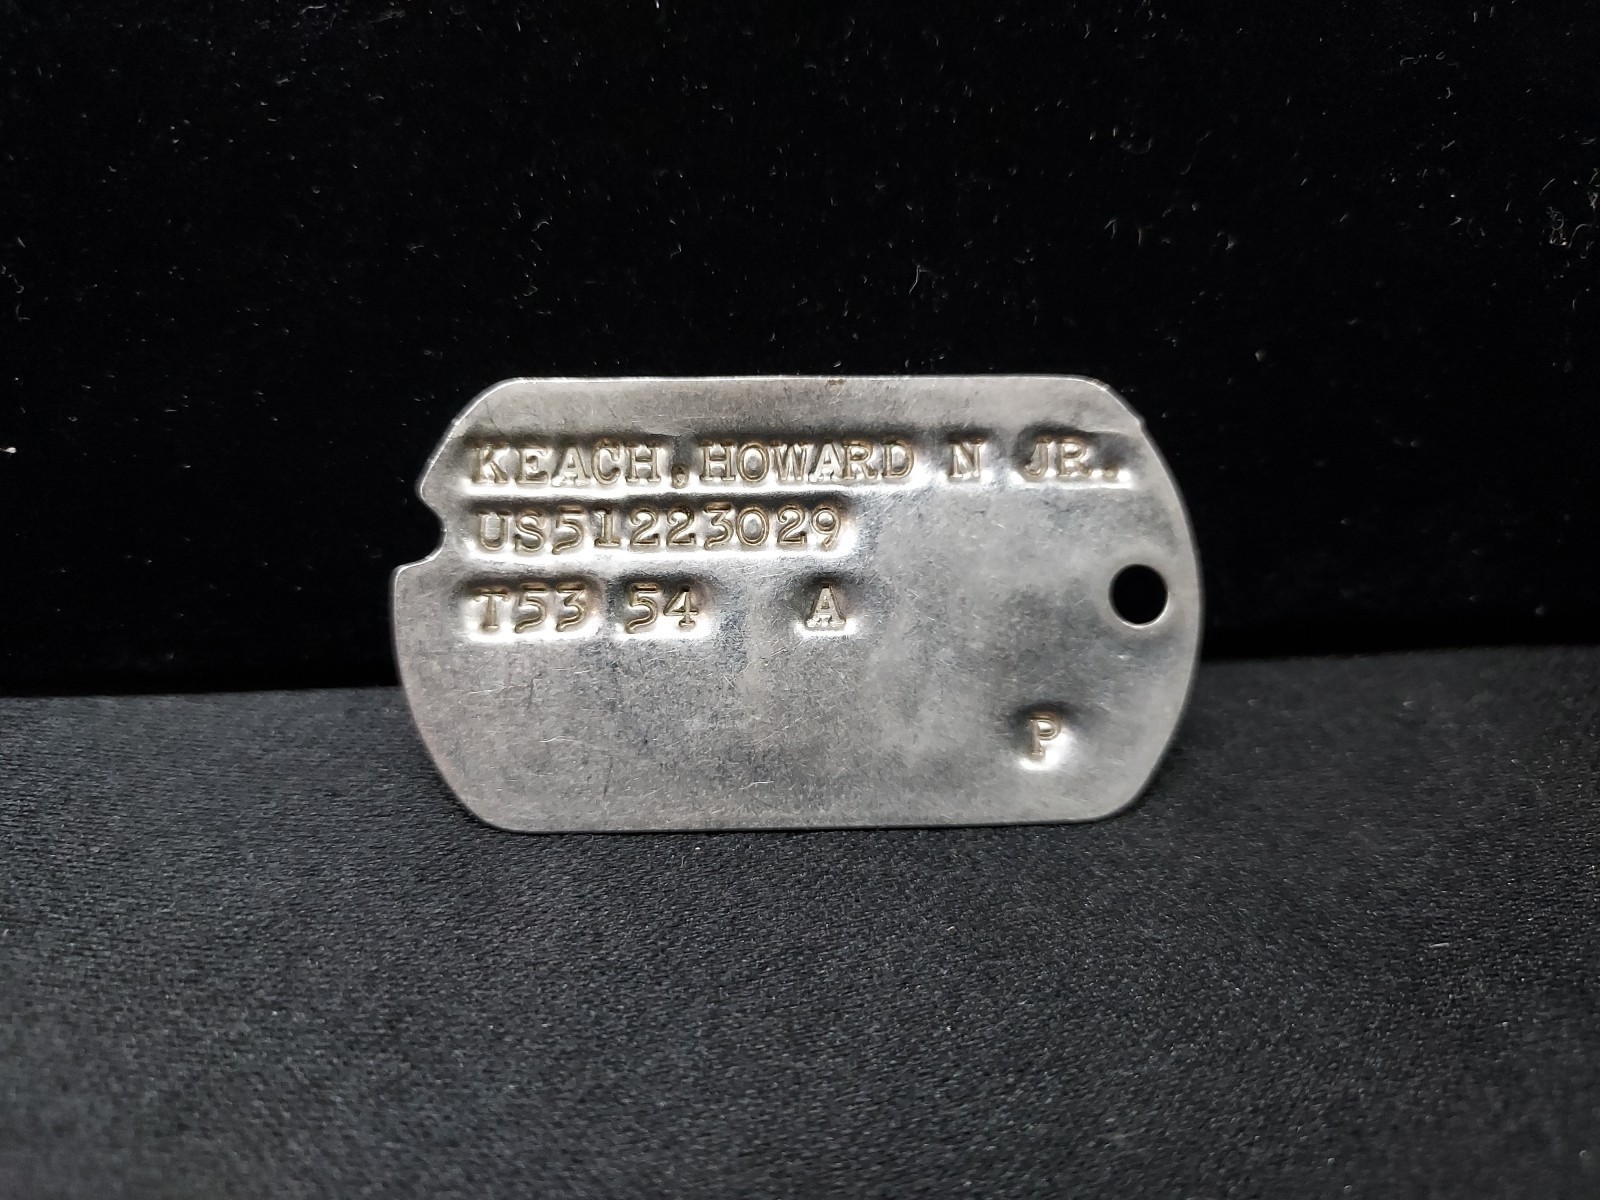 KEACH,HOWARD N JR.
US51223029
T53 54 A
P